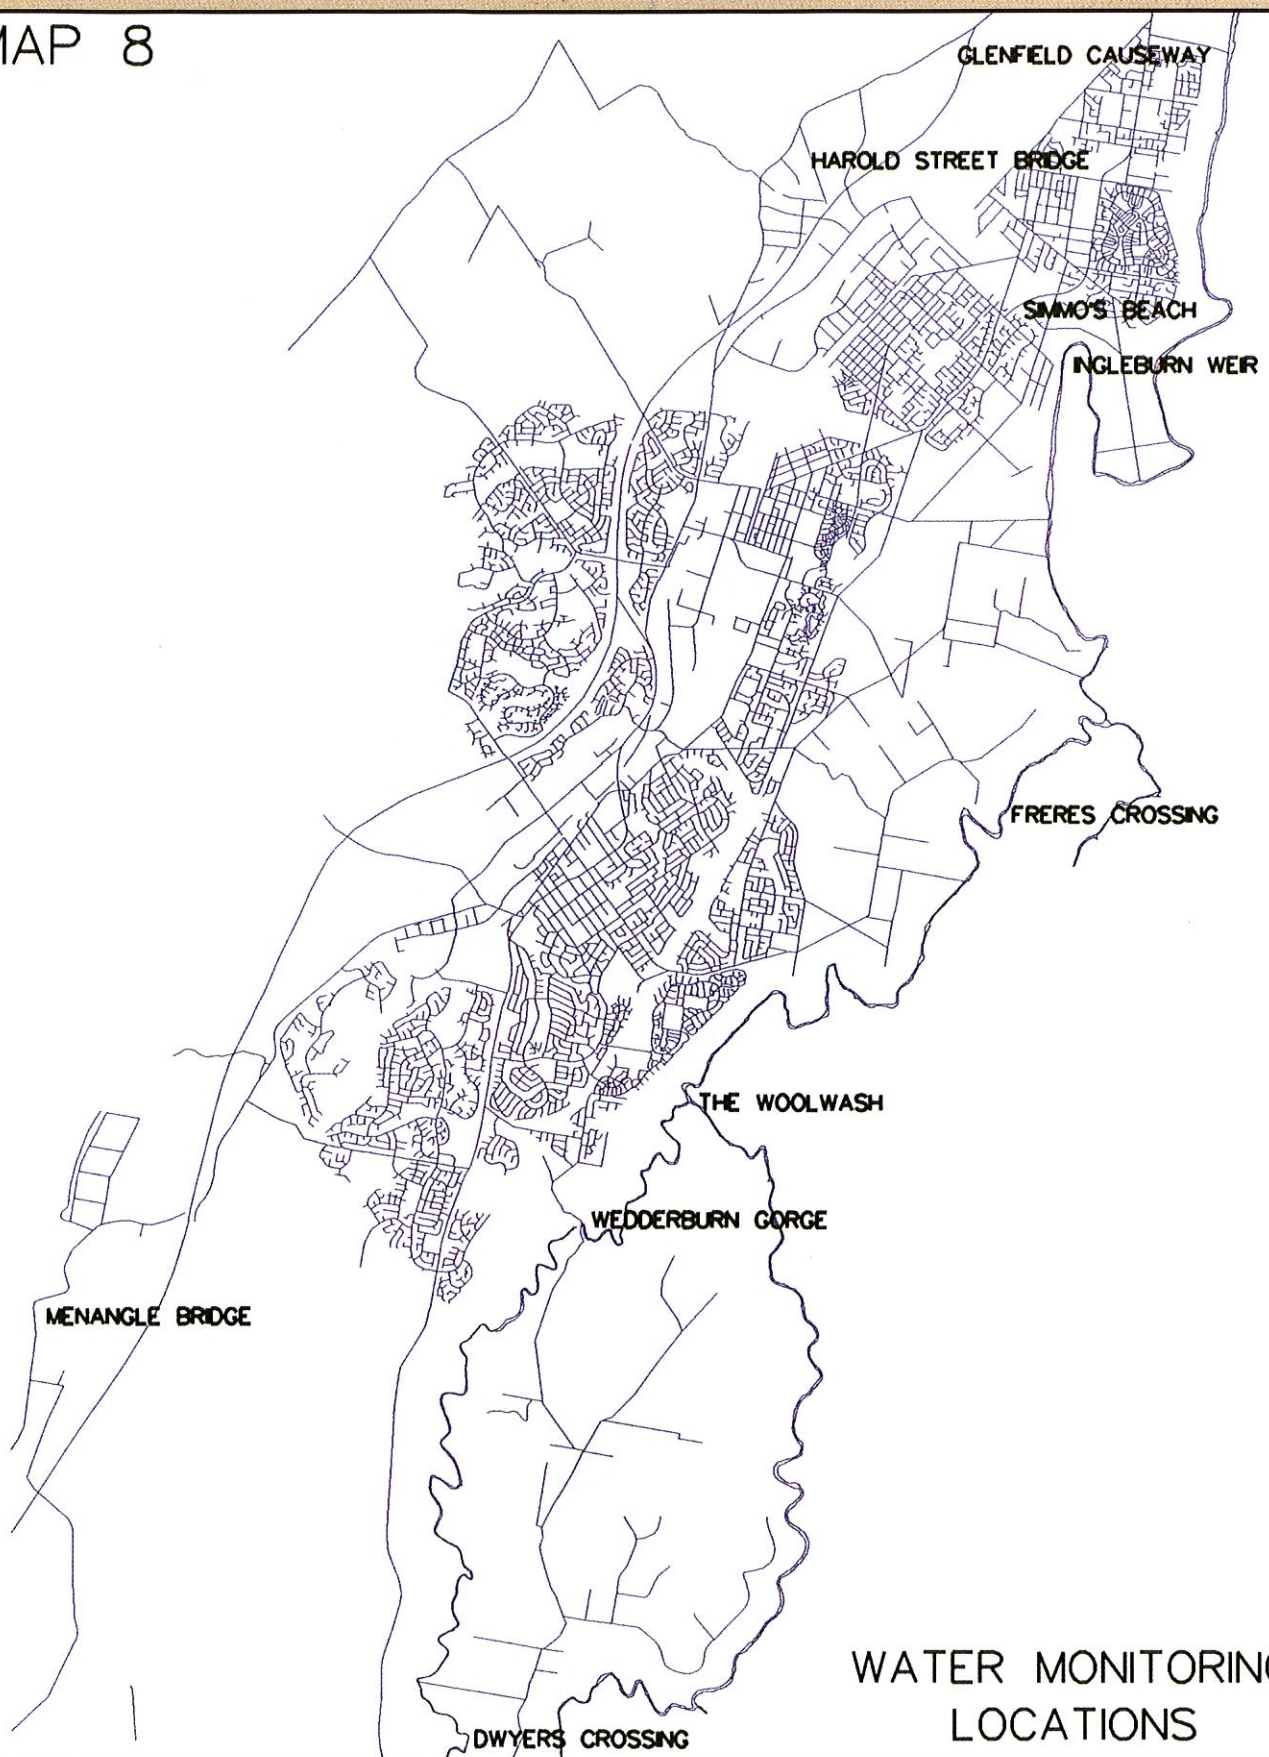 MAP 8
GLENFIELD CAUSEWAY
HAROLD STREET BRIDGE
SIMMO'S BEACH
INGLEBURN WEIR
FRERES CROSSING
THE WOOLWASH
WEDDERBURN GORGE
MENANGLE BRIDGE
WATER MONITORING
LOCATIONS
DWYERS CROSSING